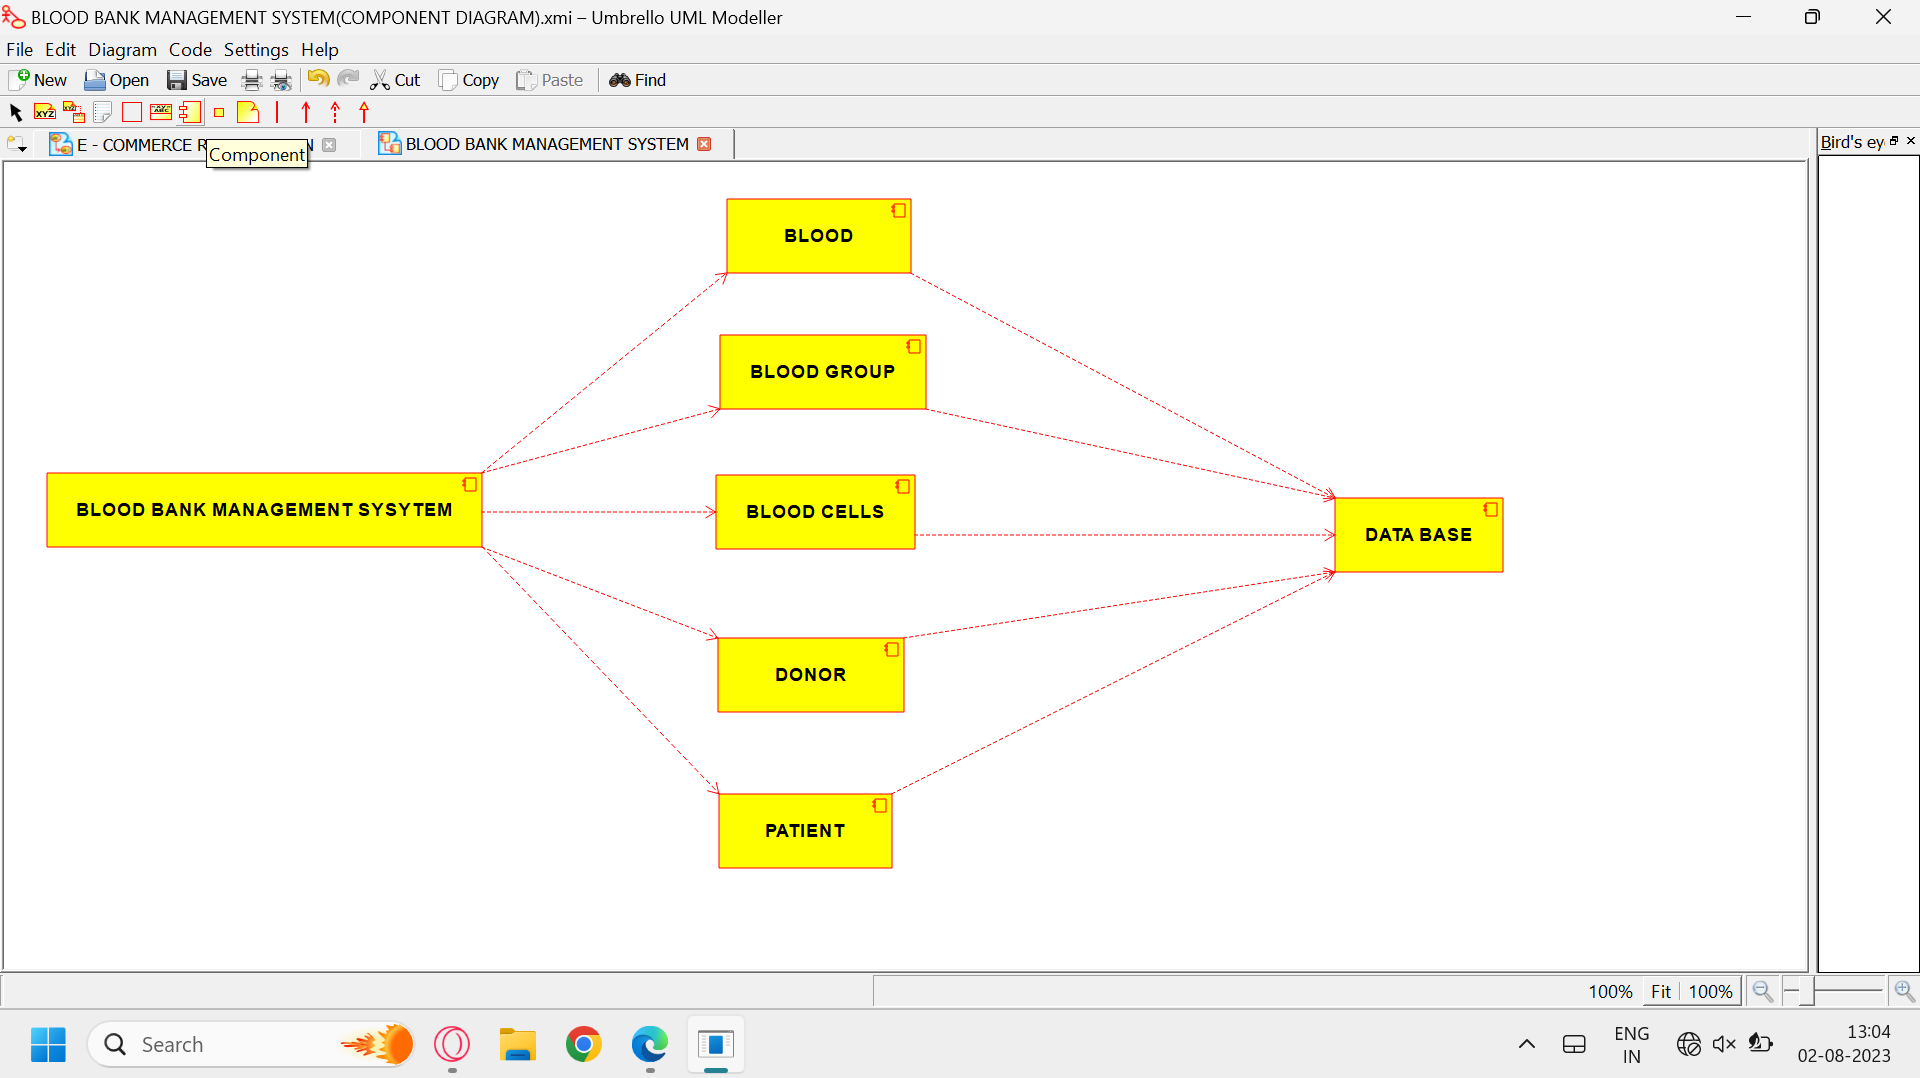 BLOOD BANK MANAGEMENT SYSTEM(COMPONENT DIAGRAM).xmi – Umbrello UML Modeller
File Edit Diagram Code Settings Help
New Open Save Cut Copy Paste Find
XYZ
E - COMMERCE R N
BLOOD BANK MANAGEMENT SYSTEM
Bird's ey
Component
BLOOD
BLOOD GROUP
BLOOD BANK MANAGEMENT SYSYTEM
BLOOD CELLS
DATA BASE
DONOR
PATIENT
100% Fit 100%
Search
ENG
IN
13:04
02-08-2023